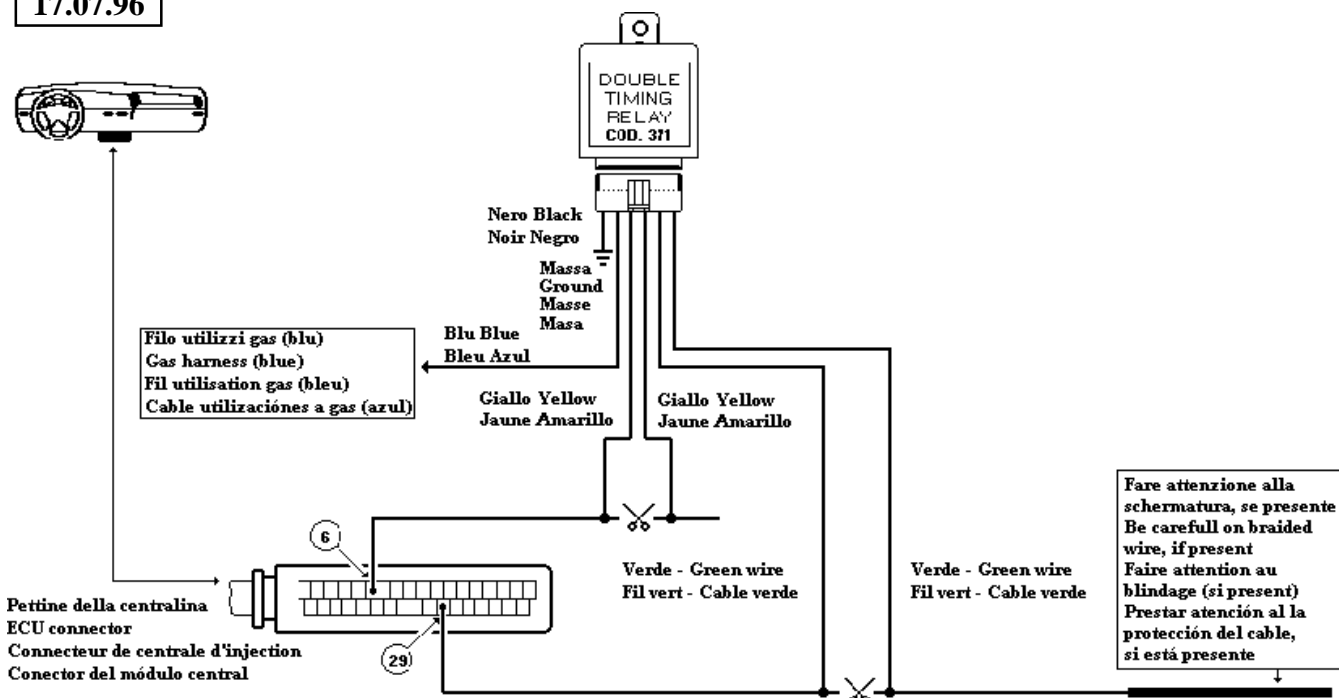 17.07.96
DOUBLE
TIMING
RELAY
COD. 371
Nero Black
Noir Negro
Massa
Ground
Masse
Masa
Filo utilizzi gas (blu)
Gas harness (blue)
Fil utilisation gas (bleu)
Cable utilizaciónes a gas (azul)
Blu Blue
Bleu Azul
Giallo Yellow
Jaune Amarillo
Giallo Yellow
Jaune Amarillo
6
29
Pettine della centralina
ECU connector
Connecteur de centrale d'injection
Conector del módulo central
Verde - Green wire
Fil vert - Cable verde
Verde - Green wire
Fil vert - Cable verde
Fare attenzione alla
schermatura, se presente
Be carefull on braided
wire, if present
Faire attention au
blindage (si present)
Prestar atención al la
protección del cable,
si está presente